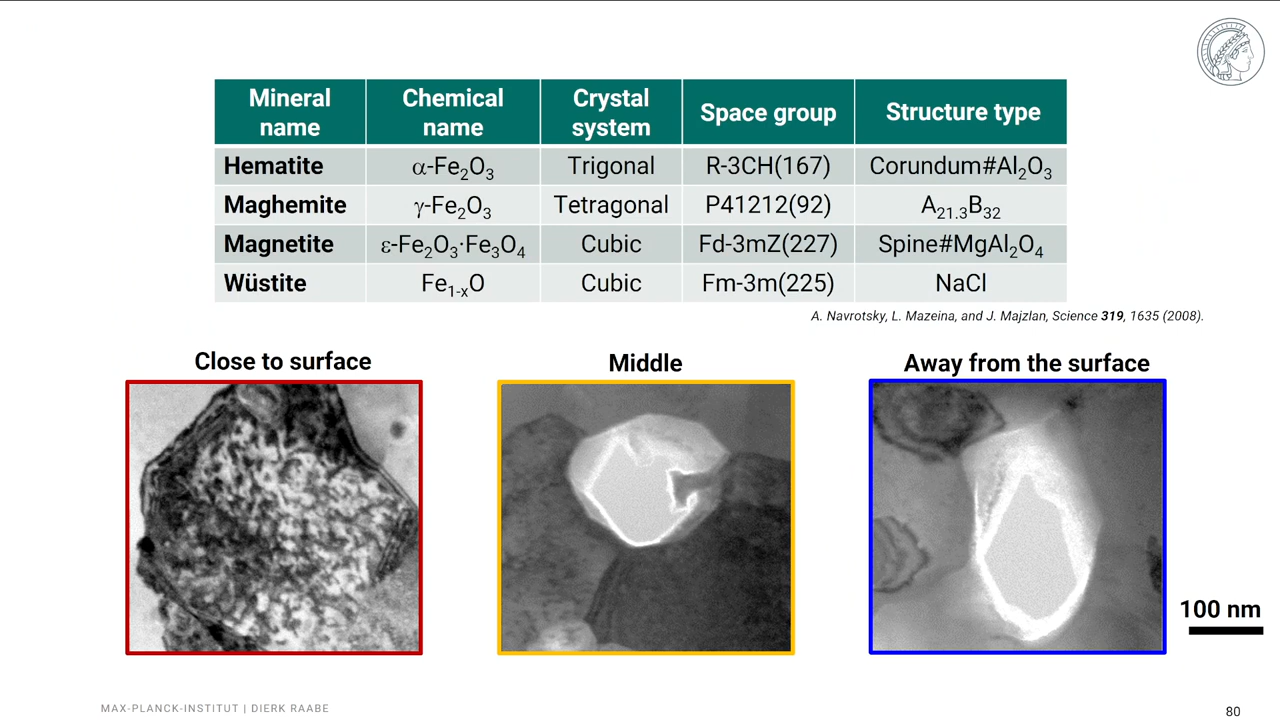 Mineral name Chemical name Crystal system Space group Structure type
Hematite α-Fe₂O₃ Trigonal R-3CH(167) Corundum#Al₂O₃
Maghemite γ-Fe₂O₃ Tetragonal P41212(92) A₂₁.₃B₃₂
Magnetite ε-Fe₂O₃·Fe₃O₄ Cubic Fd-3mZ(227) Spine#MgAl₂O₄
Wüstite Fe₁₋ₓO Cubic Fm-3m(225) NaCl
A. Navrotsky, L. Mazeina, and J. Majzlan, Science 319, 1635 (2008).
Close to surface Middle Away from the surface
100 nm
MAX-PLANCK-INSTITUT | DIERK RAABE
80